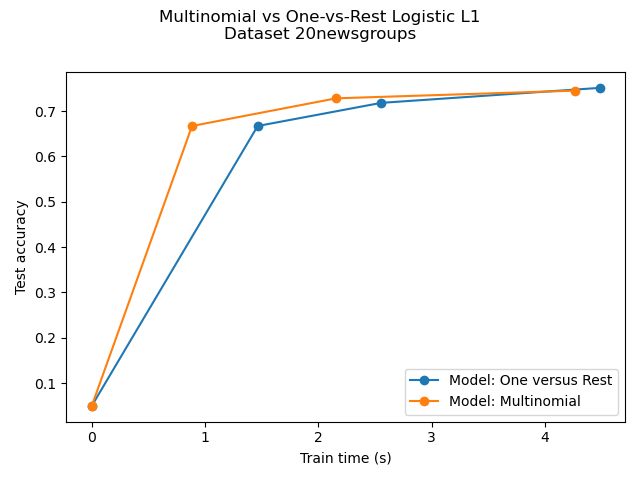 Multinomial vs One-vs-Rest Logistic L1
Dataset 20newsgroups
0.7
0.6
0.5
0.4
0.3
0.2
0.1
Test accuracy
Model: One versus Rest
Model: Multinomial
0 1 2 3 4
Train time (s)